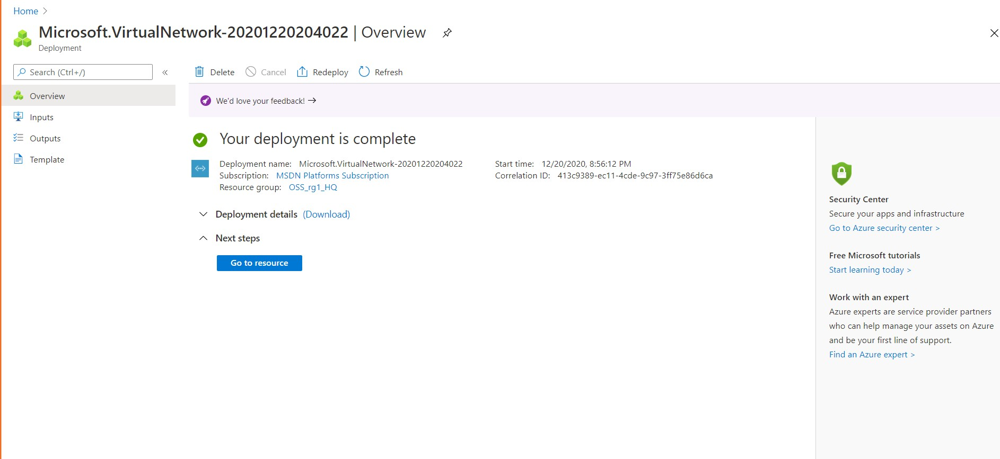 Home >
Microsoft.VirtualNetwork-20201220204022 | Overview
Deployment
Search (Ctrl+/)
«
Overview
Inputs
Outputs
Template
Delete
Cancel
Redeploy
Refresh
We'd love your feedback! →
Your deployment is complete
Deployment name: Microsoft.VirtualNetwork-20201220204022
Subscription: MSDN Platforms Subscription
Resource group: OSS_rg1_HQ
Start time: 12/20/2020, 8:56:12 PM
Correlation ID: 413c9389-ec11-4cde-9c97-3ff75e86d6ca
Deployment details (Download)
Next steps
Go to resource
Security Center
Secure your apps and infrastructure
Go to Azure security center >
Free Microsoft tutorials
Start learning today >
Work with an expert
Azure experts are service provider partners
who can help manage your assets on Azure
and be your first line of support.
Find an Azure expert >